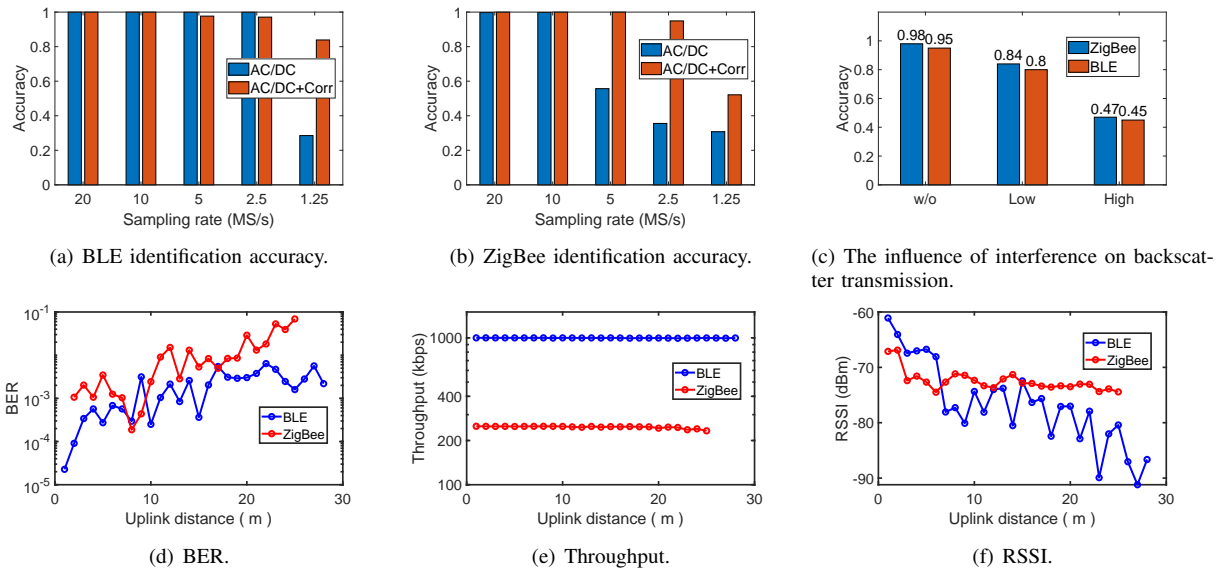 1
0.8
0.6
0.4
0.2
0
Accuracy
AC/DC
AC/DC+Corr
20 10 5 2.5 1.25
Sampling rate (MS/s)
(a) BLE identification accuracy.
1
0.8
0.6
0.4
0.2
0
Accuracy
AC/DC
AC/DC+Corr
20 10 5 2.5 1.25
Sampling rate (MS/s)
(b) ZigBee identification accuracy.
1
0.8
0.6
0.4
0.2
0
Accuracy
0.98 0.95
0.84 0.8
0.47 0.45
ZigBee
BLE
w/o Low High
(c) The influence of interference on backscat-
ter transmission.
10-1
10-2
10-3
10-4
10-5
BER
BLE
ZigBee
0 10 20 30
Uplink distance ( m )
(d) BER.
1000
400
200
100
Throughput (kbps)
BLE
ZigBee
0 10 20 30
Uplink distance ( m )
(e) Throughput.
-60
-70
-80
-90
RSSI (dBm)
BLE
ZigBee
0 10 20 30
Uplink distance ( m )
(f) RSSI.